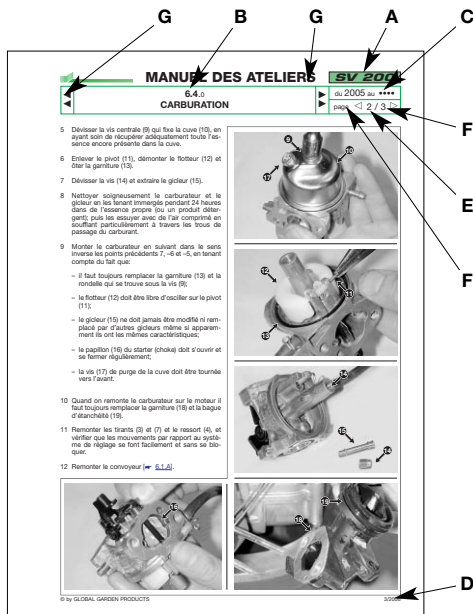 G B G A C
MANUEL DES ATELIERS SV 200
6.4.0
CARBURATION
du 2005 au ••••
page 2 / 3
F
E
F
5 Dévisser la vis centrale (9) qui fixe la cuve (10), en
ayant soin de récupérer adéquatement toute l'es-
sence encore présente dans la cuve.
6 Enlever le pivot (11), démonter le flotteur (12) et
ôter la garniture (13).
7 Dévisser la vis (14) et extraire le gicleur (15).
8 Nettoyer soigneusement le carburateur et le
gicleur en les tenant immergés pendant 24 heures
dans de l'essence propre (ou un produit déter-
gent); puis les essuyer avec de l'air comprimé en
soufflant particulièrement à travers les trous de
passage du carburant.
9 Monter le carburateur en suivant dans le sens
inverse les points précédents 7, –6 et –5, en tenant
compte du fait que:
– il faut toujours remplacer la garniture (13) et la
rondelle qui se trouve sous la vis (9);
– le flotteur (12) doit être libre d'osciller sur le pivot
(11);
– le gicleur (15) ne doit jamais être modifié ni rem-
placé par d'autres gicleurs même si apparem-
ment ils ont les mêmes caractéristiques;
– le papillon (16) du starter (choke) doit s'ouvrir et
se fermer régulièrement;
– la vis (17) de purge de la cuve doit être tournée
vers l'avant.
10 Quand on remonte le carburateur sur le moteur il
faut toujours remplacer la garniture (18) et la bague
d'étanchéité (19).
11 Remonter les tirants (3) et (7) et le ressort (4), et
vérifier que les mouvements par rapport au systè-
me de réglage se font facilement et sans se blo-
quer.
12 Remonter le convoyeur [☛ 6.1.A].
9
10
17
12
11
13
14
15
14
16
19
18
D
© by GLOBAL GARDEN PRODUCTS